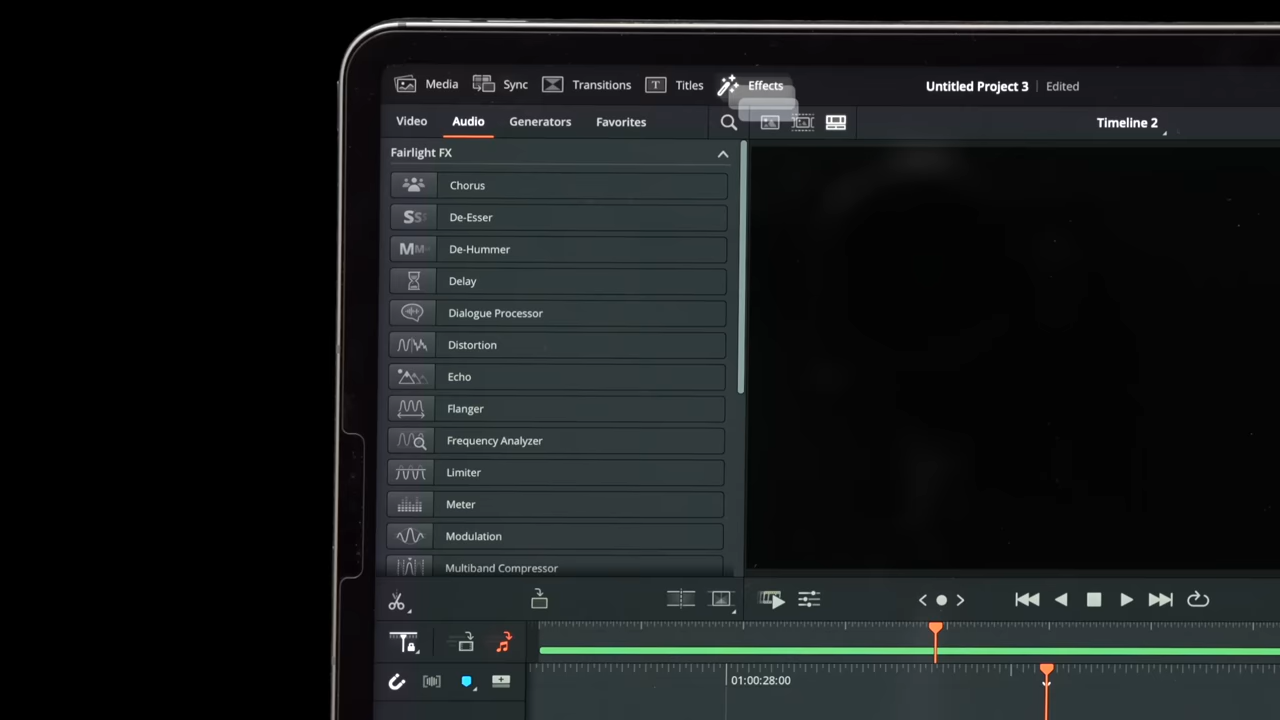 Media Sync Transitions Titles Effects Untitled Project 3 Edited
Video Audio Generators Favorites Timeline 2
Fairlight FX
Chorus
De-Esser
De-Hummer
Delay
Dialogue Processor
Distortion
Echo
Flanger
Frequency Analyzer
Limiter
Meter
Modulation
Multiband Compressor
01:00:28:00